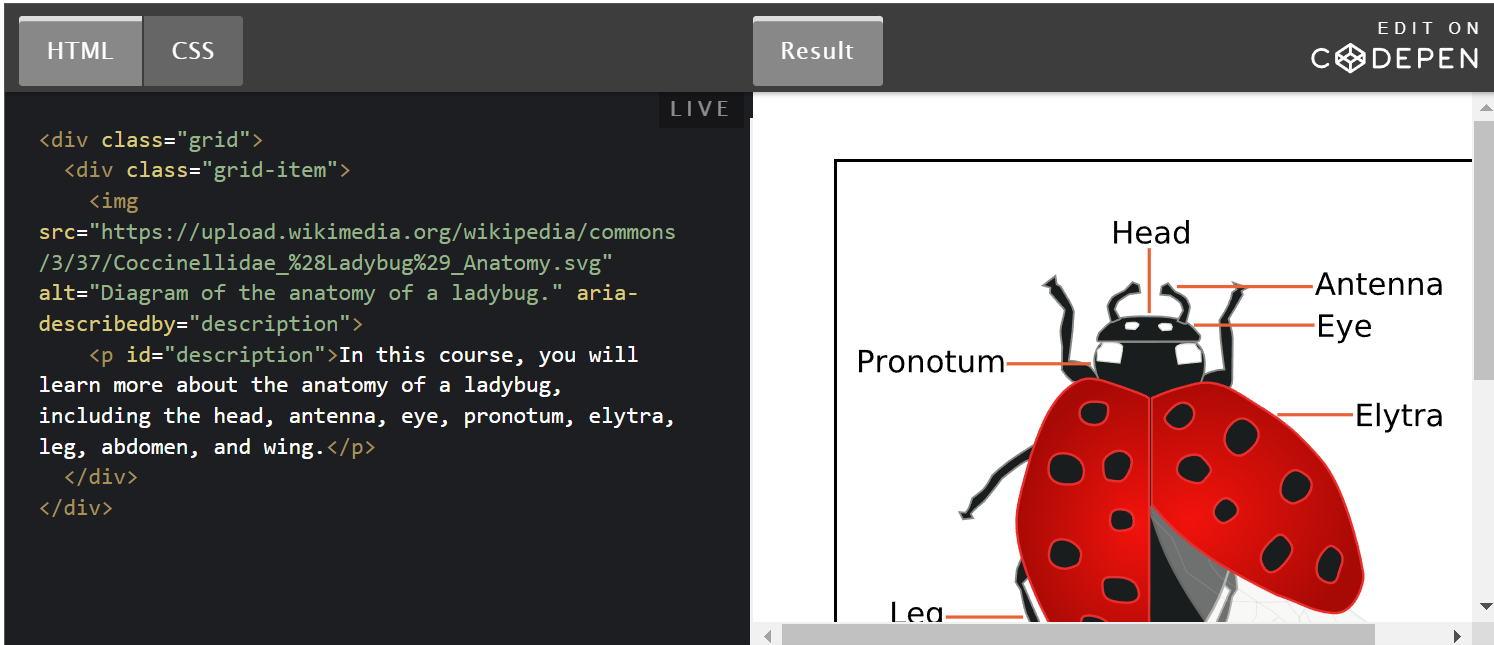 HTML
CSS
Result
EDIT ON
CODEPEN
LIVE
<div class="grid">
<div class="grid-item">
<img
src="https://upload.wikimedia.org/wikipedia/commons
/3/37/Coccinellidae_%28Ladybug%29_Anatomy.svg"
alt="Diagram of the anatomy of a ladybug." aria-
describedby="description">
<p id="description">In this course, you will
learn more about the anatomy of a ladybug,
including the head, antenna, eye, pronotum, elytra,
leg, abdomen, and wing.</p>
</div>
</div>
Head
Antenna
Eye
Pronotum
Elytra
Leg